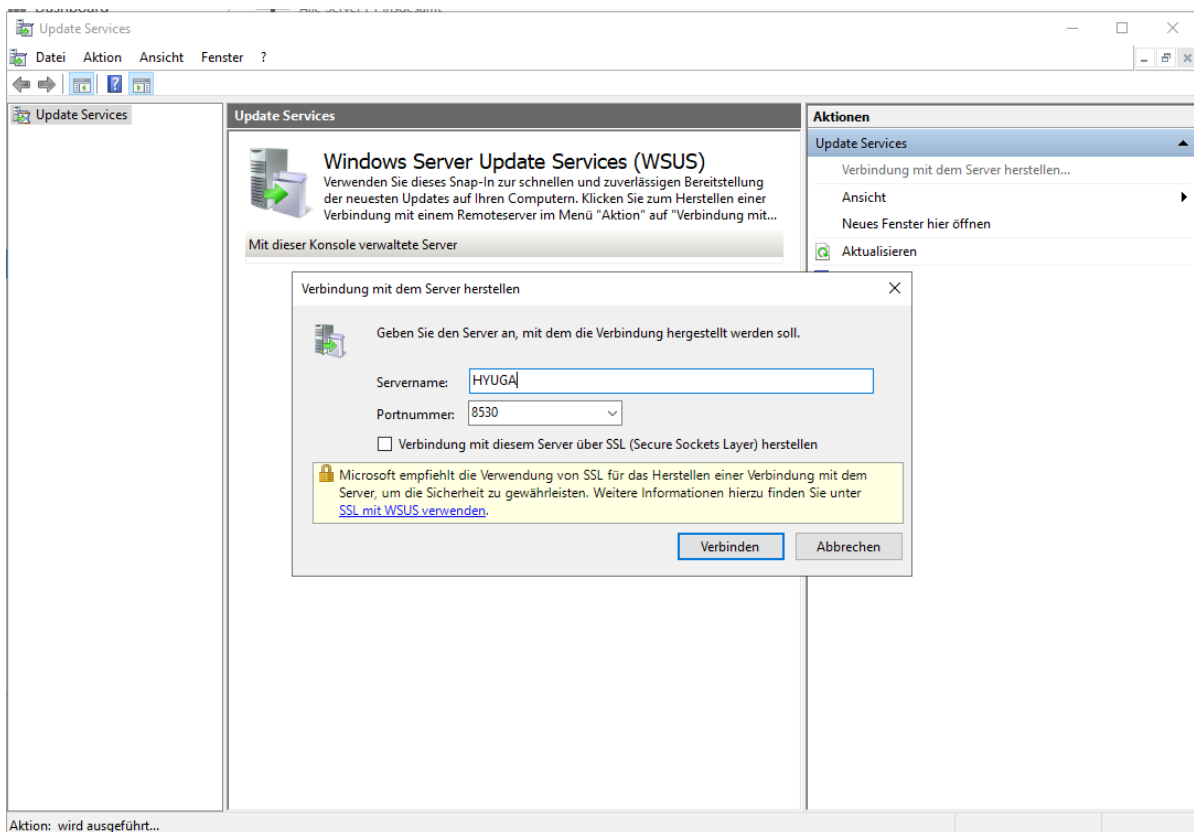 Update Services
Datei Aktion Ansicht Fenster ?
Update Services
Update Services
Windows Server Update Services (WSUS)
Verwenden Sie dieses Snap-In zur schnellen und zuverlässigen Bereitstellung
der neuesten Updates auf Ihren Computern. Klicken Sie zum Herstellen einer
Verbindung mit einem Remoteserver im Menü "Aktion" auf "Verbindung mit...
Mit dieser Konsole verwaltete Server
Aktionen
Update Services
Verbindung mit dem Server herstellen...
Ansicht
Neues Fenster hier öffnen
Aktualisieren
Verbindung mit dem Server herstellen
Geben Sie den Server an, mit dem die Verbindung hergestellt werden soll.
Servername: HYUGA
Portnummer: 8530
Verbindung mit diesem Server über SSL (Secure Sockets Layer) herstellen
Microsoft empfiehlt die Verwendung von SSL für das Herstellen einer Verbindung mit dem
Server, um die Sicherheit zu gewährleisten. Weitere Informationen hierzu finden Sie unter
SSL mit WSUS verwenden.
Verbinden Abbrechen
Aktion: wird ausgeführt...